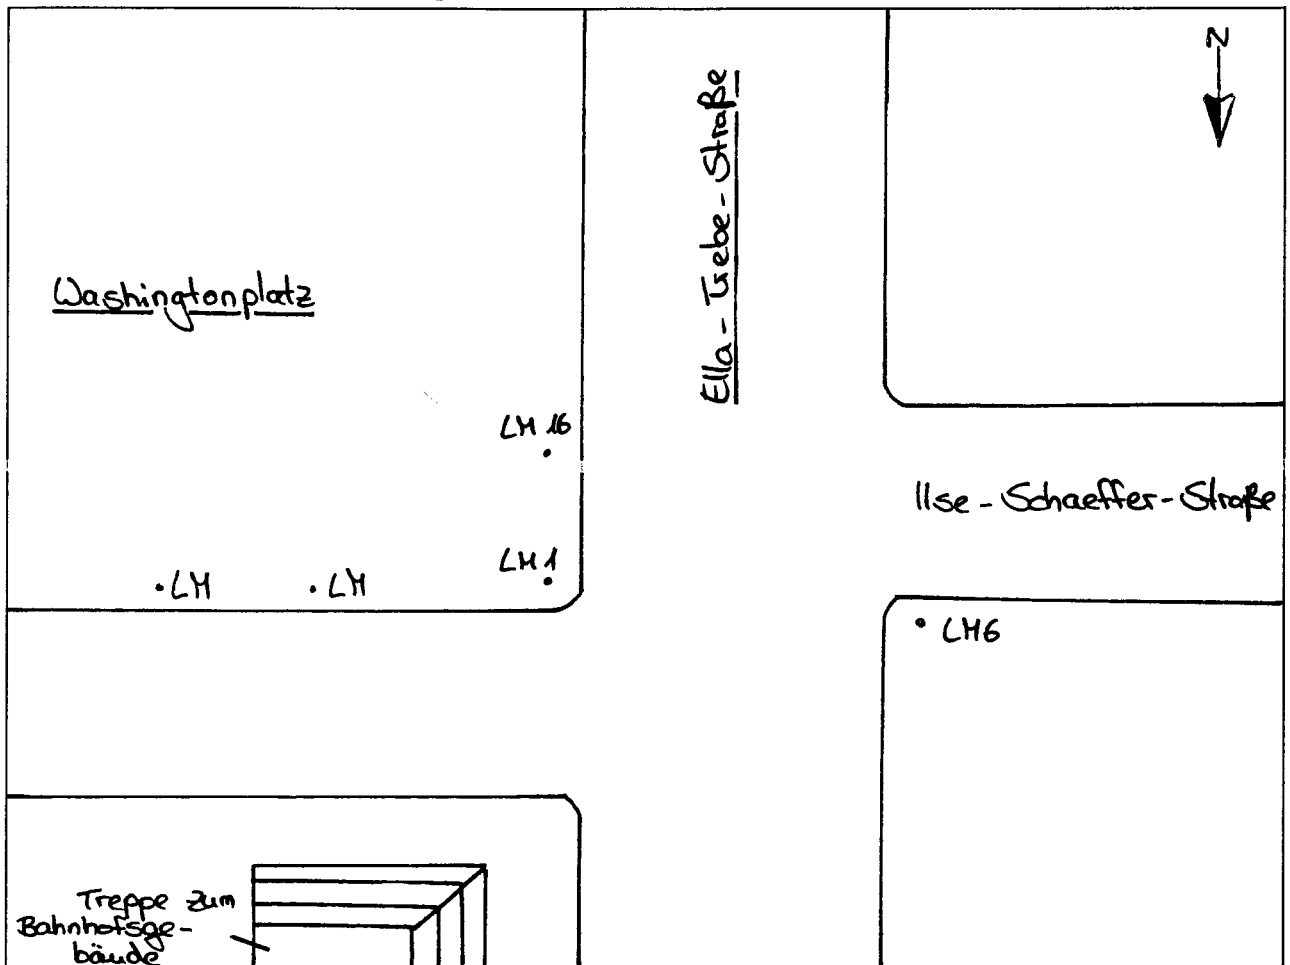 N
Ella-Trebe-Straße
Washingtonplatz
LM 16
Ilse-Schaeffer-Straße
LM 1
LM
LM
LM6
Treppe zum
Bahnhofsge-
bäude